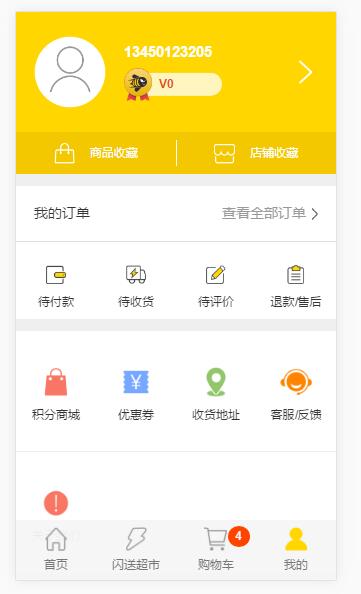 13450123205
V0
商品收藏 店铺收藏
我的订单 查看全部订单
待付款 待收货 待评价 退款/售后
积分商城 优惠券 收货地址 客服/反馈
4
首页 闪送超市 购物车 我的